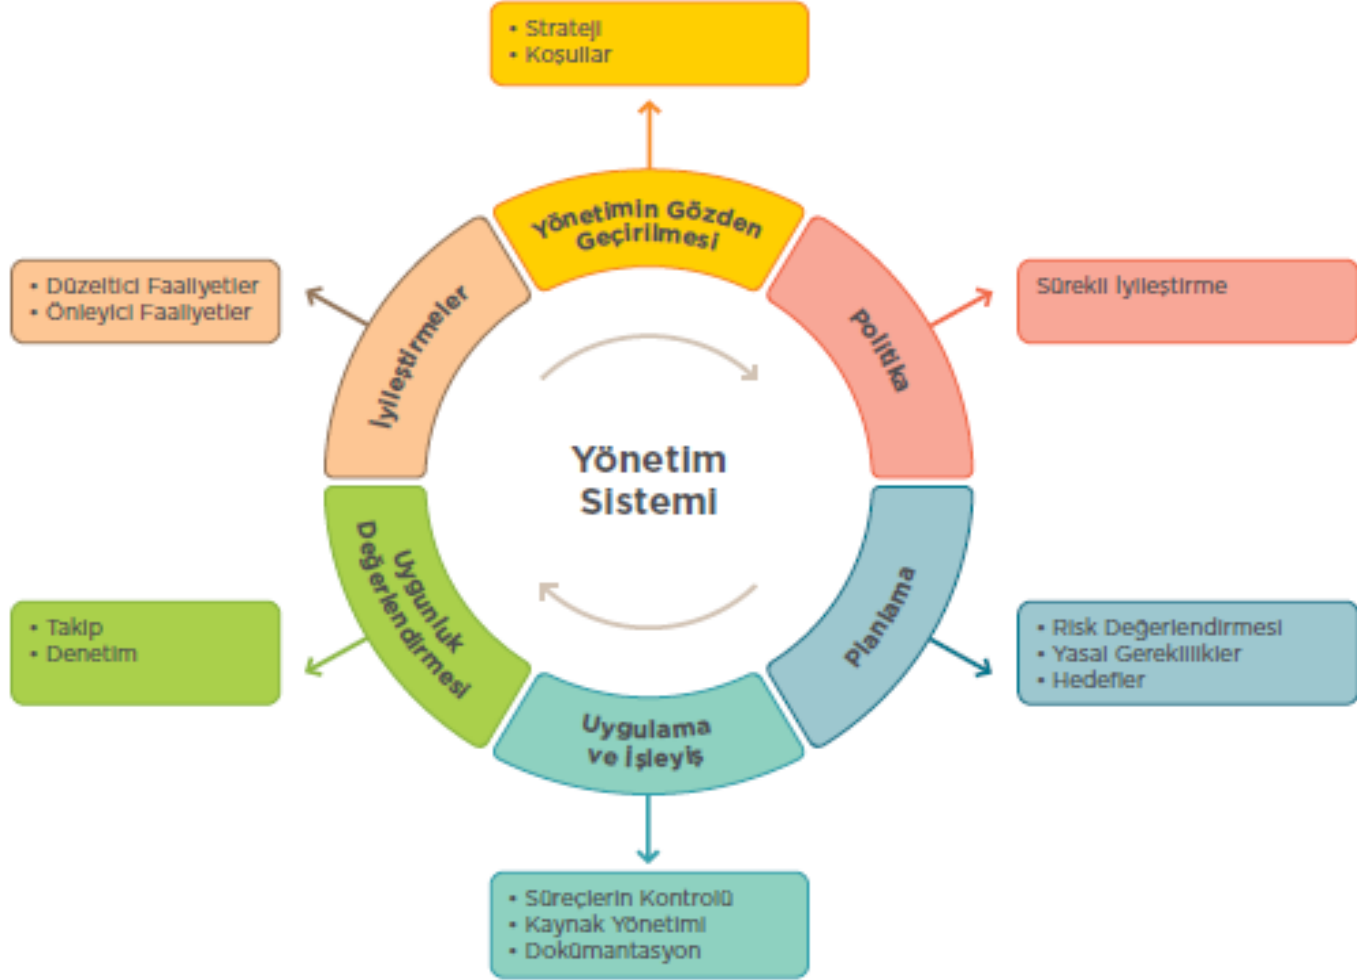 • Strateji
• Koşullar
Yönetimin Gözden
Geçirilmesi
• Düzeltici Faaliyetler
• Önleyici Faaliyetler
İyileştirmeler
Politika
Sürekli İyileştirme
Yönetim
Sistemi
• Takip
• Denetim
Uygunluk
Değerlendirmesi
Planlama
• Risk Değerlendirmesi
• Yasal Gereklilikler
• Hedefler
Uygulama
ve İşleyiş
• Süreçlerin Kontrolü
• Kaynak Yönetimi
• Dokümantasyon